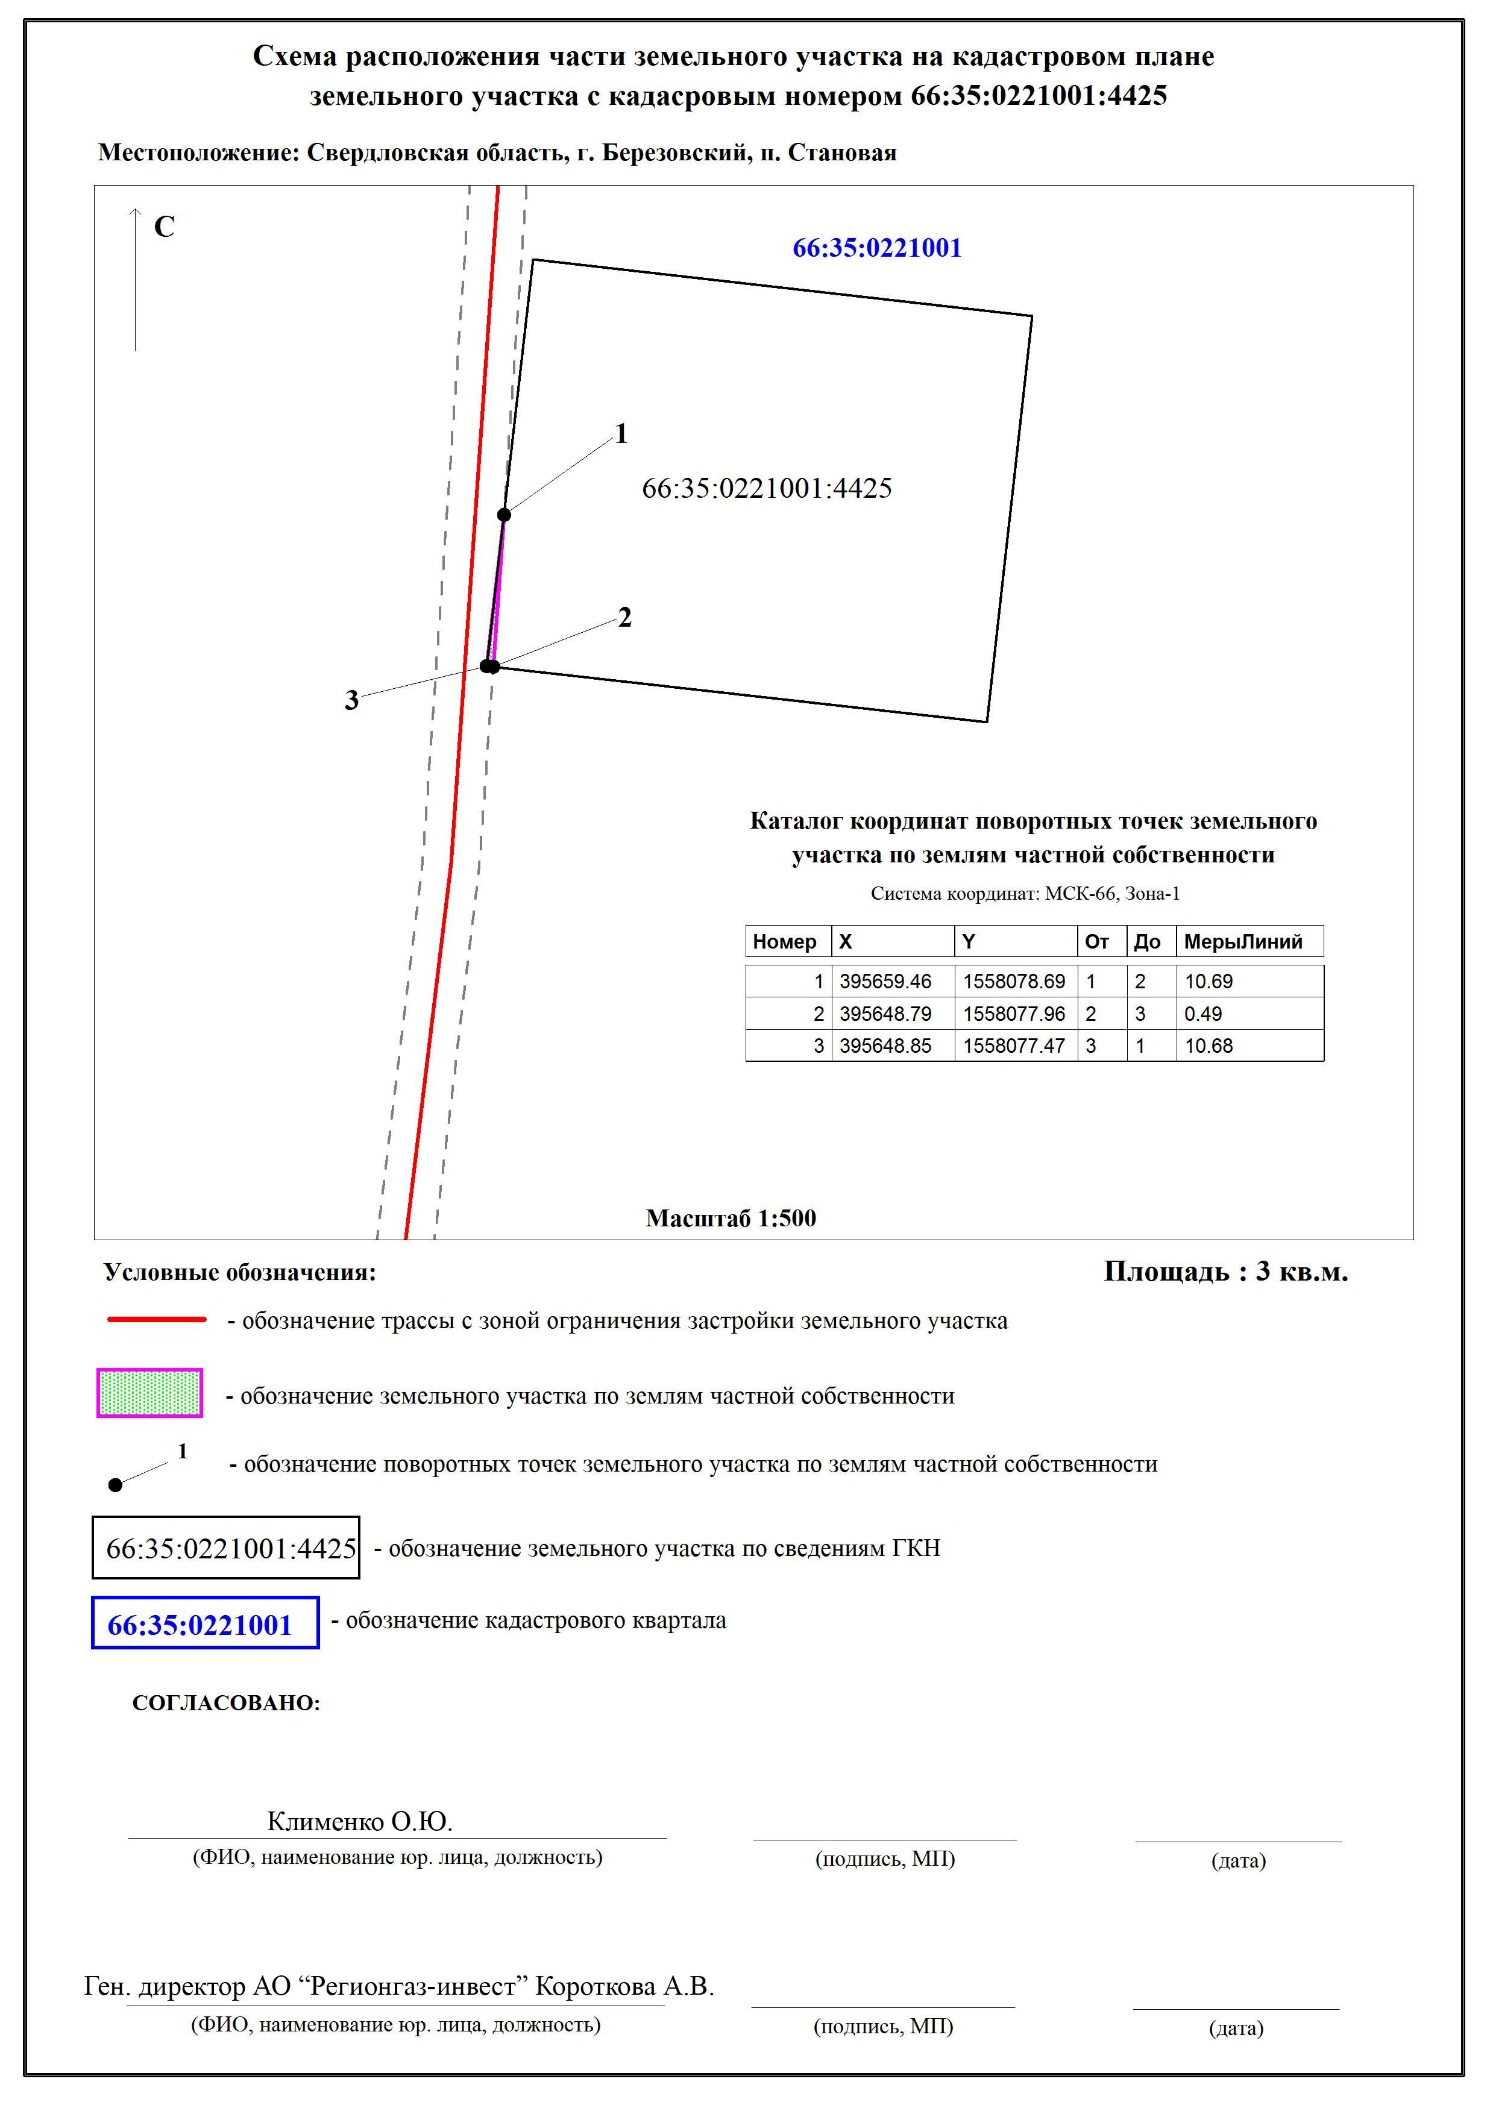 Схема расположения части земельного участка на кадастровом плане
земельного участка с кадасровым номером 66:35:0221001:4425
Местоположение: Свердловская область, г. Березовский, п. Становая
С
66:35:0221001
1
66:35:0221001:4425
2
3
Каталог координат поворотных точек земельного
участка по землям частной собственности
Система координат: МСК-66, Зона-1
Номер X Y От До МерыЛиний
1 395659.46 1558078.69 1 2 10.69
2 395648.79 1558077.96 2 3 0.49
3 395648.85 1558077.47 3 1 10.68
Масштаб 1:500
Условные обозначения: Площадь : 3 кв.м.
- обозначение трассы с зоной ограничения застройки земельного участка
- обозначение земельного участка по землям частной собственности
1 - обозначение поворотных точек земельного участка по землям частной собственности
66:35:0221001:4425 - обозначение земельного участка по сведениям ГКН
66:35:0221001 - обозначение кадастрового квартала
СОГЛАСОВАНО:
Клименко О.Ю.
(ФИО, наименование юр. лица, должность) (подпись, МП) (дата)
Ген. директор АО “Регионгаз-инвест” Короткова А.В.
(ФИО, наименование юр. лица, должность) (подпись, МП) (дата)